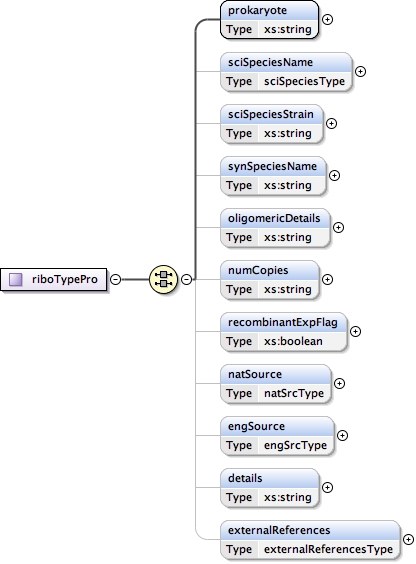 prokaryote
Type xs:string
sciSpeciesName
Type sciSpeciesType
sciSpeciesStrain
Type xs:string
synSpeciesName
Type xs:string
oligomericDetails
Type xs:string
riboTypePro
numCopies
Type xs:string
recombinantExpFlag
Type xs:boolean
natSource
Type natSrcType
engSource
Type engSrcType
details
Type xs:string
externalReferences
Type externalReferencesType